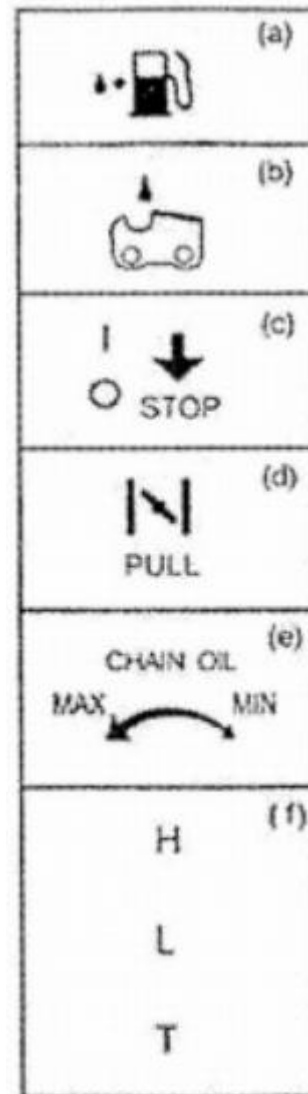 (a)
(b)
(c)
STOP
(d)
PULL
(e)
CHAIN OIL
MAX MIN
(f)
H
L
T